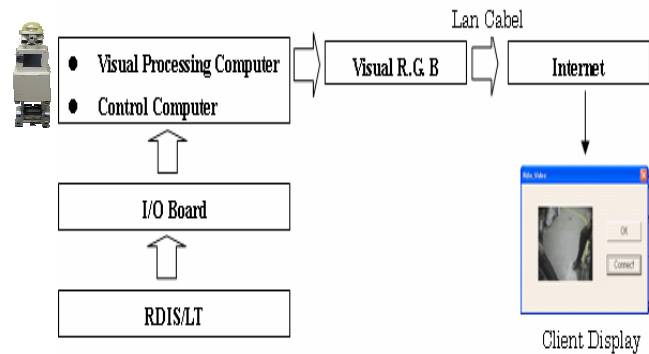 Lan Cabel
● Visual Processing Computer
● Control Computer
Visual R.G. B
Internet
I/O Board
RDIS/LT
OK
Connect
Client Display